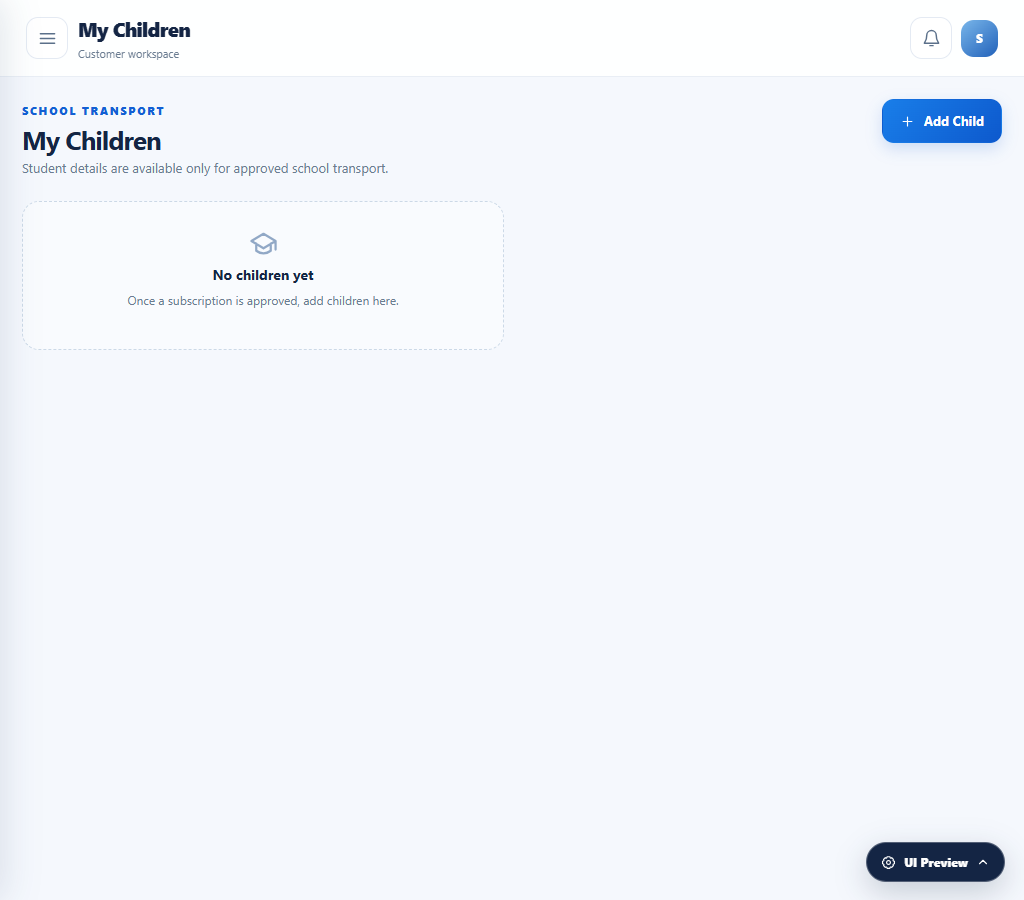 My Children
Customer workspace
S
SCHOOL TRANSPORT
My Children
Student details are available only for approved school transport.
+ Add Child
No children yet
Once a subscription is approved, add children here.
UI Preview